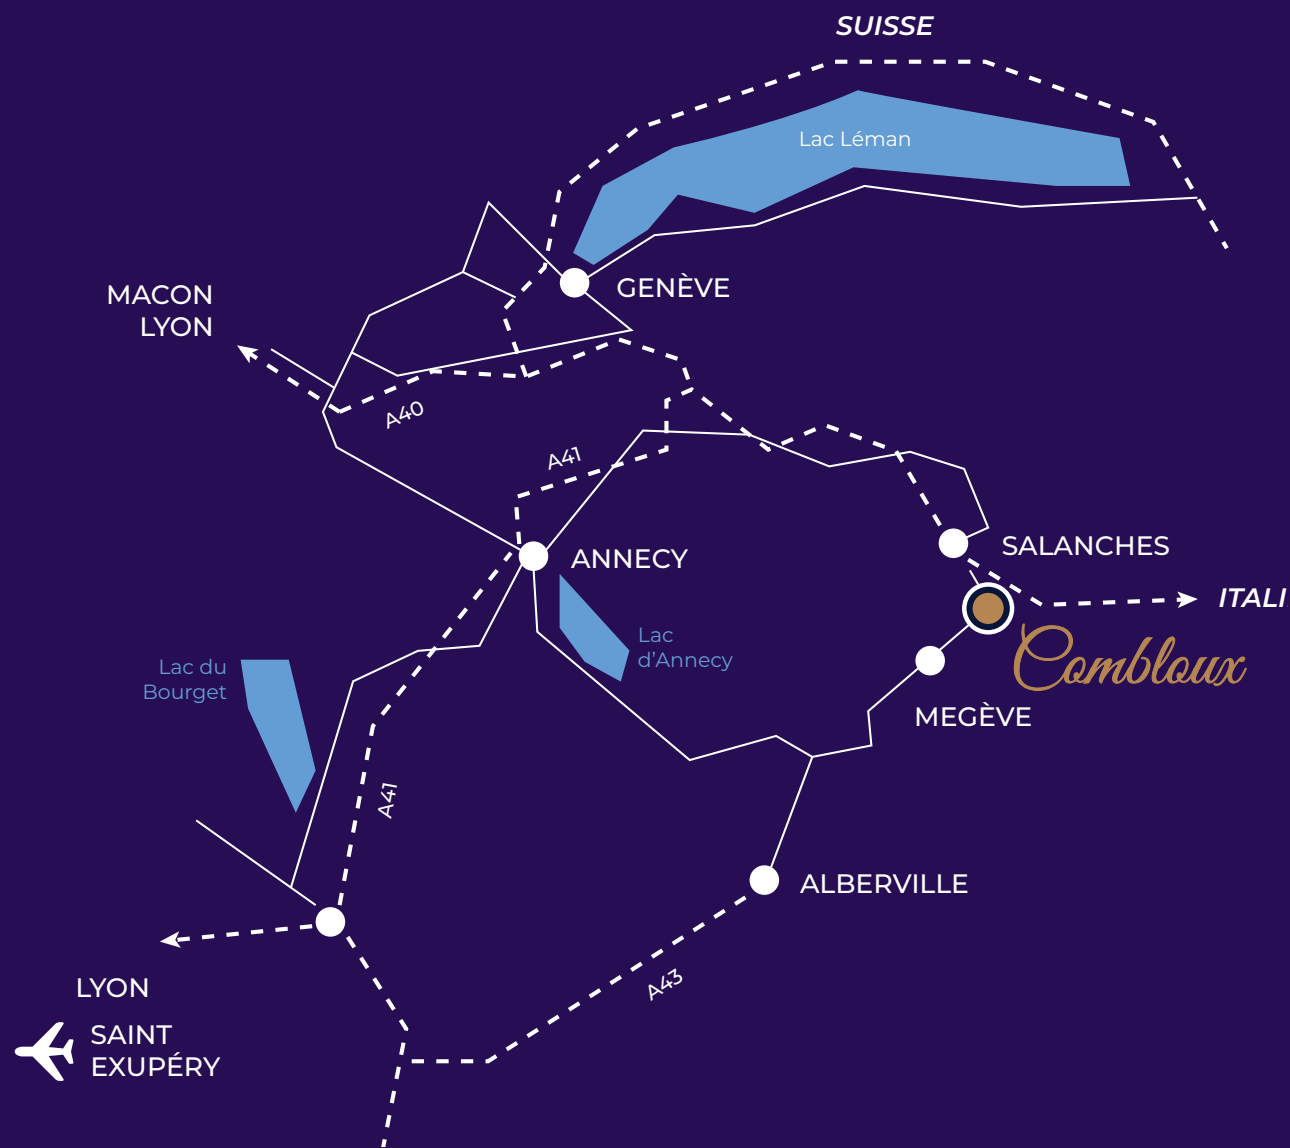 SUISSE
Lac Léman
GENÈVE
MACON
LYON
A40
A41
SALANCHES
ANNECY
ITALI
Lac
d'Annecy
Combloux
Lac du
Bourget
MEGÈVE
A41
ALBERVILLE
A43
LYON
SAINT
EXUPÉRY